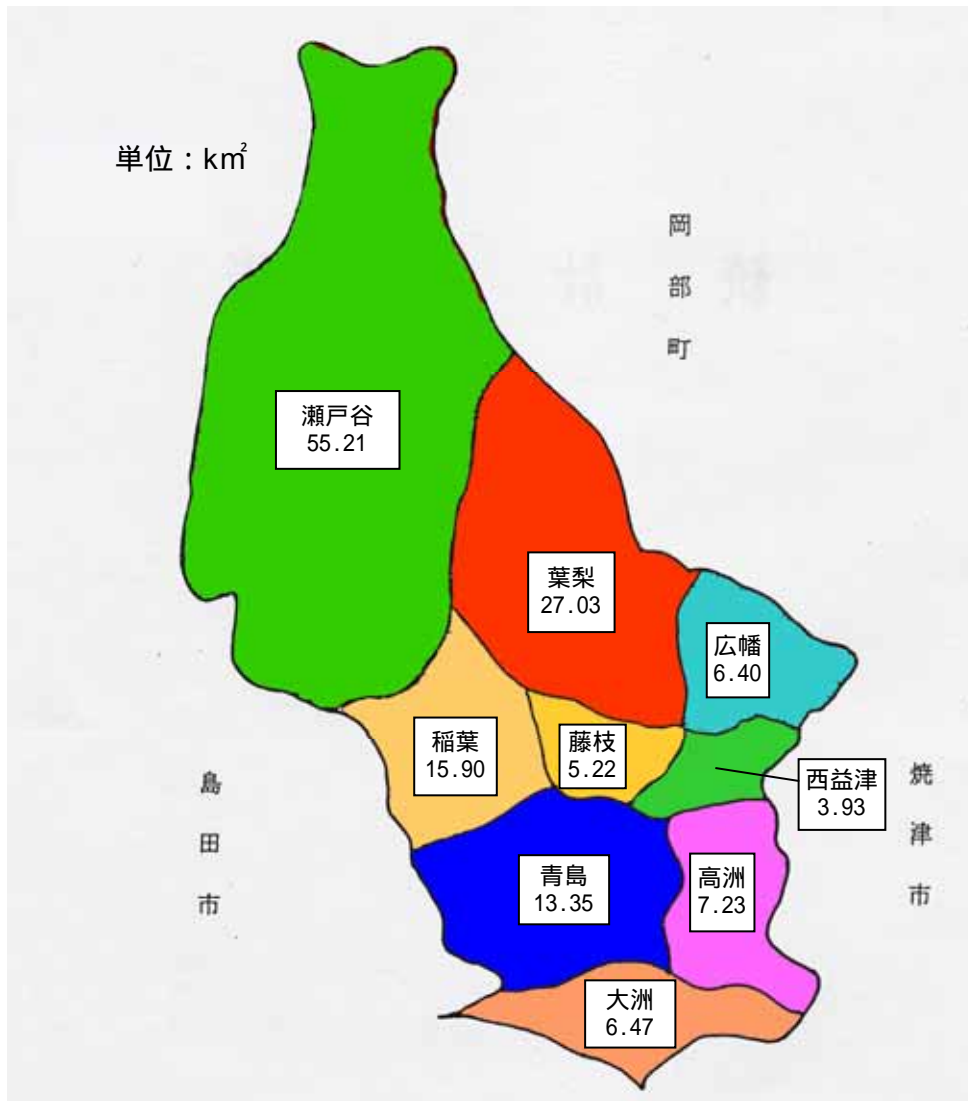 単位：km²
岡部町
瀬戸谷
55.21
葉梨
27.03
広幡
6.40
稲葉
15.90
藤枝
5.22
西益津
3.93
島田市
焼津市
青島
13.35
高洲
7.23
大洲
6.47